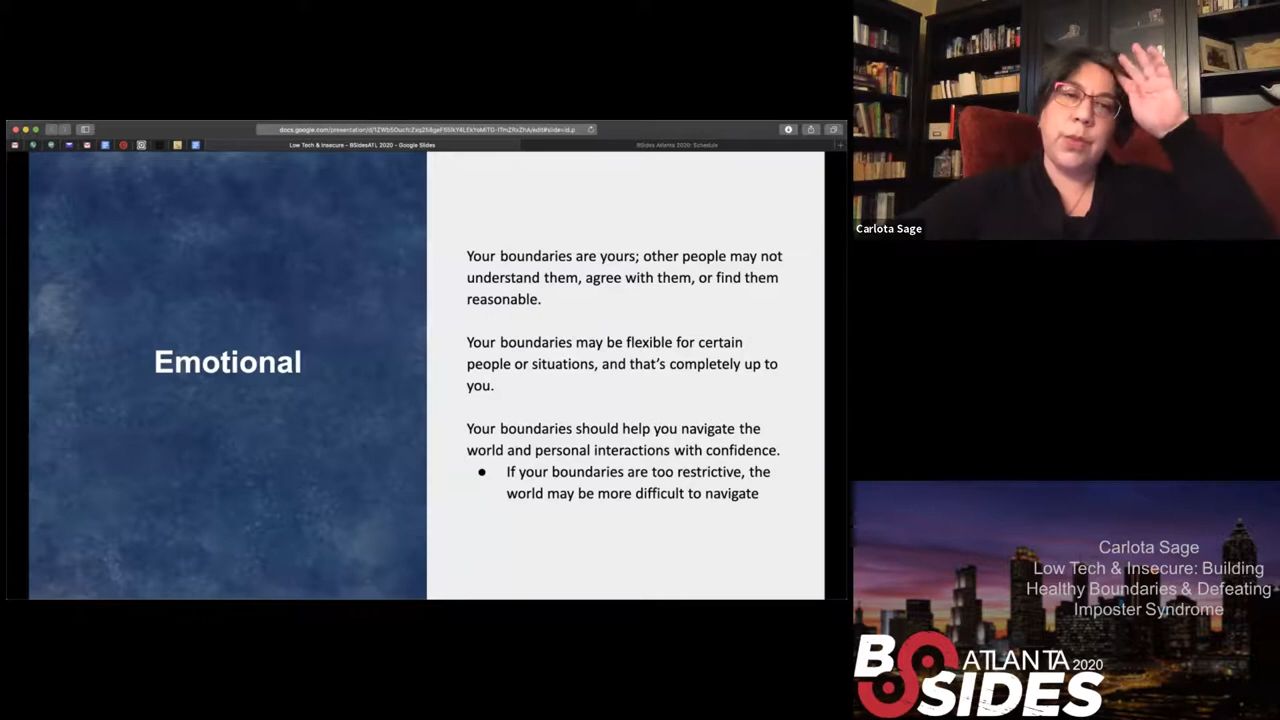 Low Tech & Insecure - BSidesATL 2020 - Google Slides
BSides Atlanta 2020: Schedule
Emotional
Your boundaries are yours; other people may not
understand them, agree with them, or find them
reasonable.
Your boundaries may be flexible for certain
people or situations, and that's completely up to
you.
Your boundaries should help you navigate the
world and personal interactions with confidence.
● If your boundaries are too restrictive, the
world may be more difficult to navigate
Carlota Sage
Carlota Sage
Low Tech & Insecure: Building
Healthy Boundaries & Defeating
Imposter Syndrome
BSIDES ATLANTA 2020